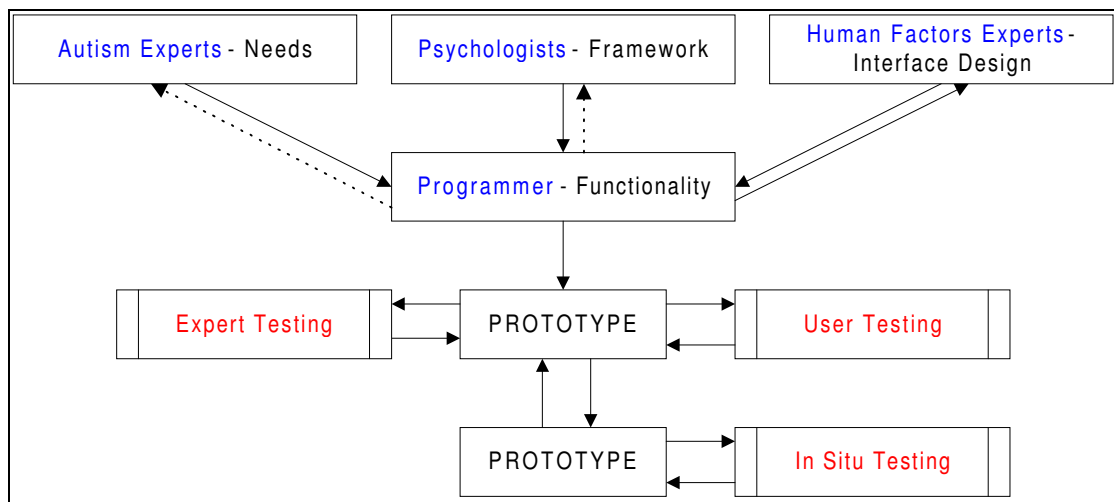 Autism Experts - Needs
Psychologists - Framework
Human Factors Experts -
Interface Design
Programmer - Functionality
Expert Testing
PROTOTYPE
User Testing
PROTOTYPE
In Situ Testing